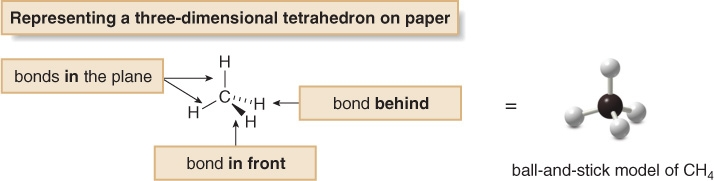 Representing a three-dimensional tetrahedron on paper
bonds in the plane
H
C
H
H
H
bond behind
bond in front
=
ball-and-stick model of CH₄